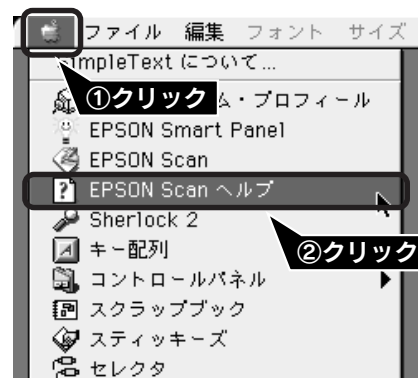 ファイル 編集 フォント サイズ
impleText について...
①クリック
ム・プロフィール
EPSON Smart Panel
EPSON Scan
EPSON Scan ヘルプ
Sherlock 2
キー配列
②クリック
コントロールパネル
スクラップブック
スティッキーズ
セレクタ